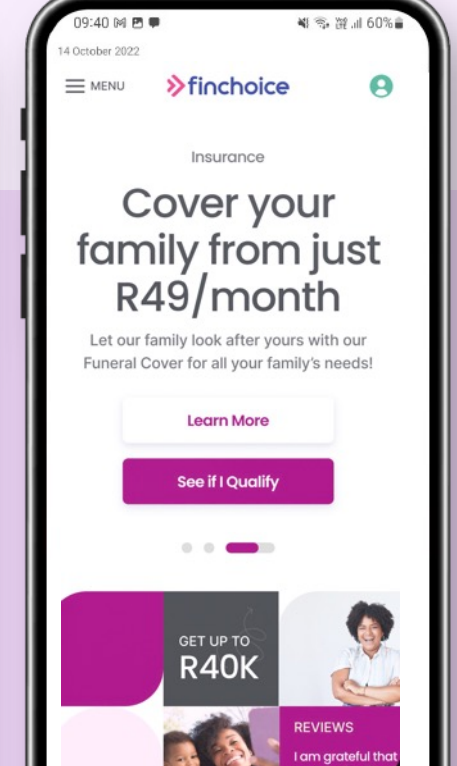 09:40
60%
14 October 2022
MENU
finchoice
Insurance
Cover your
family from just
R49/month
Let our family look after yours with our
Funeral Cover for all your family's needs!
Learn More
See if I Qualify
GET UP TO
R40K
REVIEWS
I am grateful that